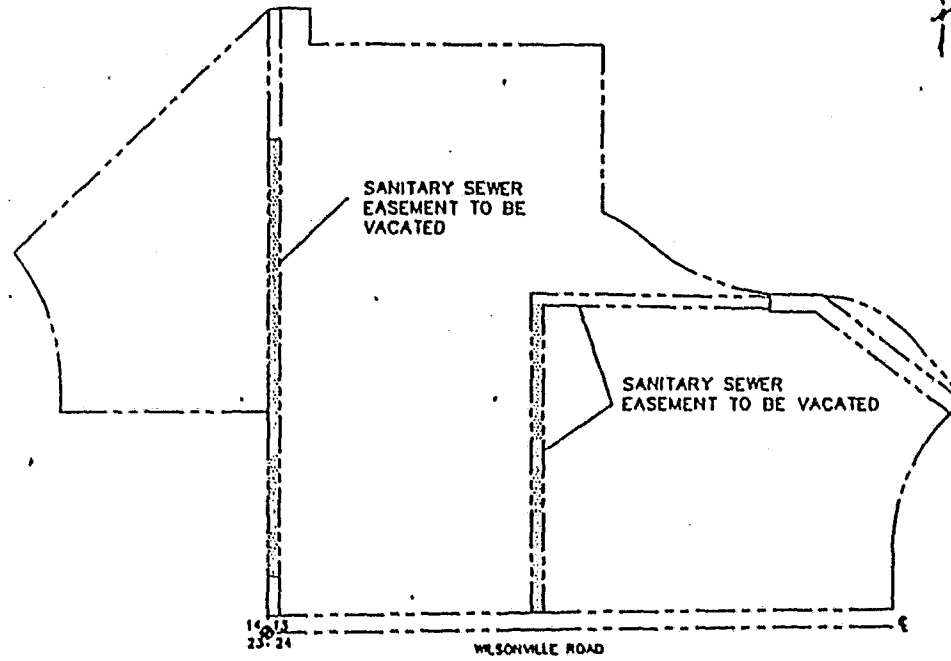 SANITARY SEWER
EASEMENT TO BE
VACATED
SANITARY SEWER
EASEMENT TO BE VACATED
14 13
23 24
WILSONVILLE ROAD
℄